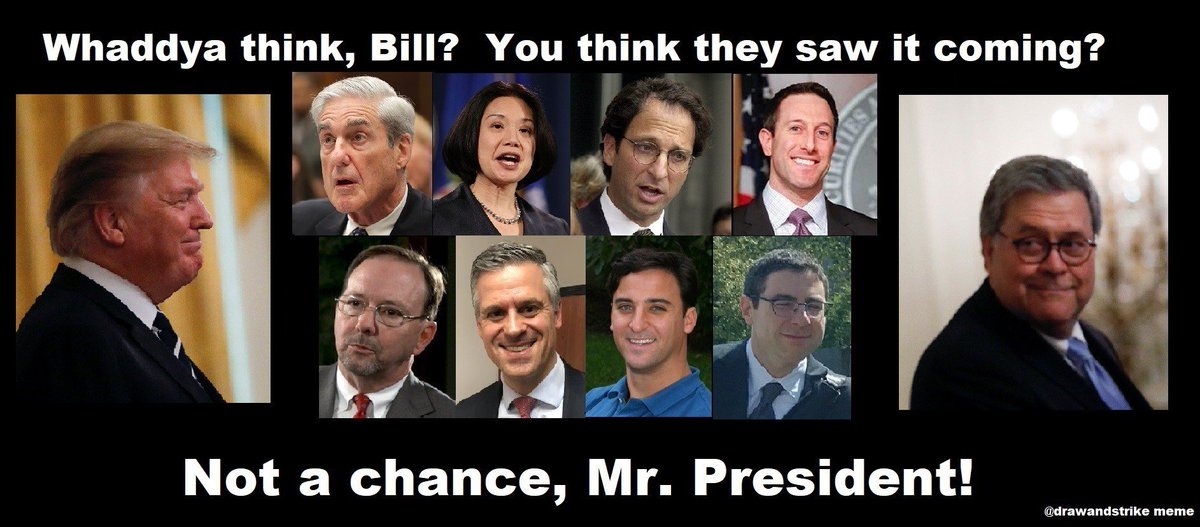 Whaddya think, Bill?  You think they saw it coming?
Not a chance, Mr. President!
@drawandstrike meme